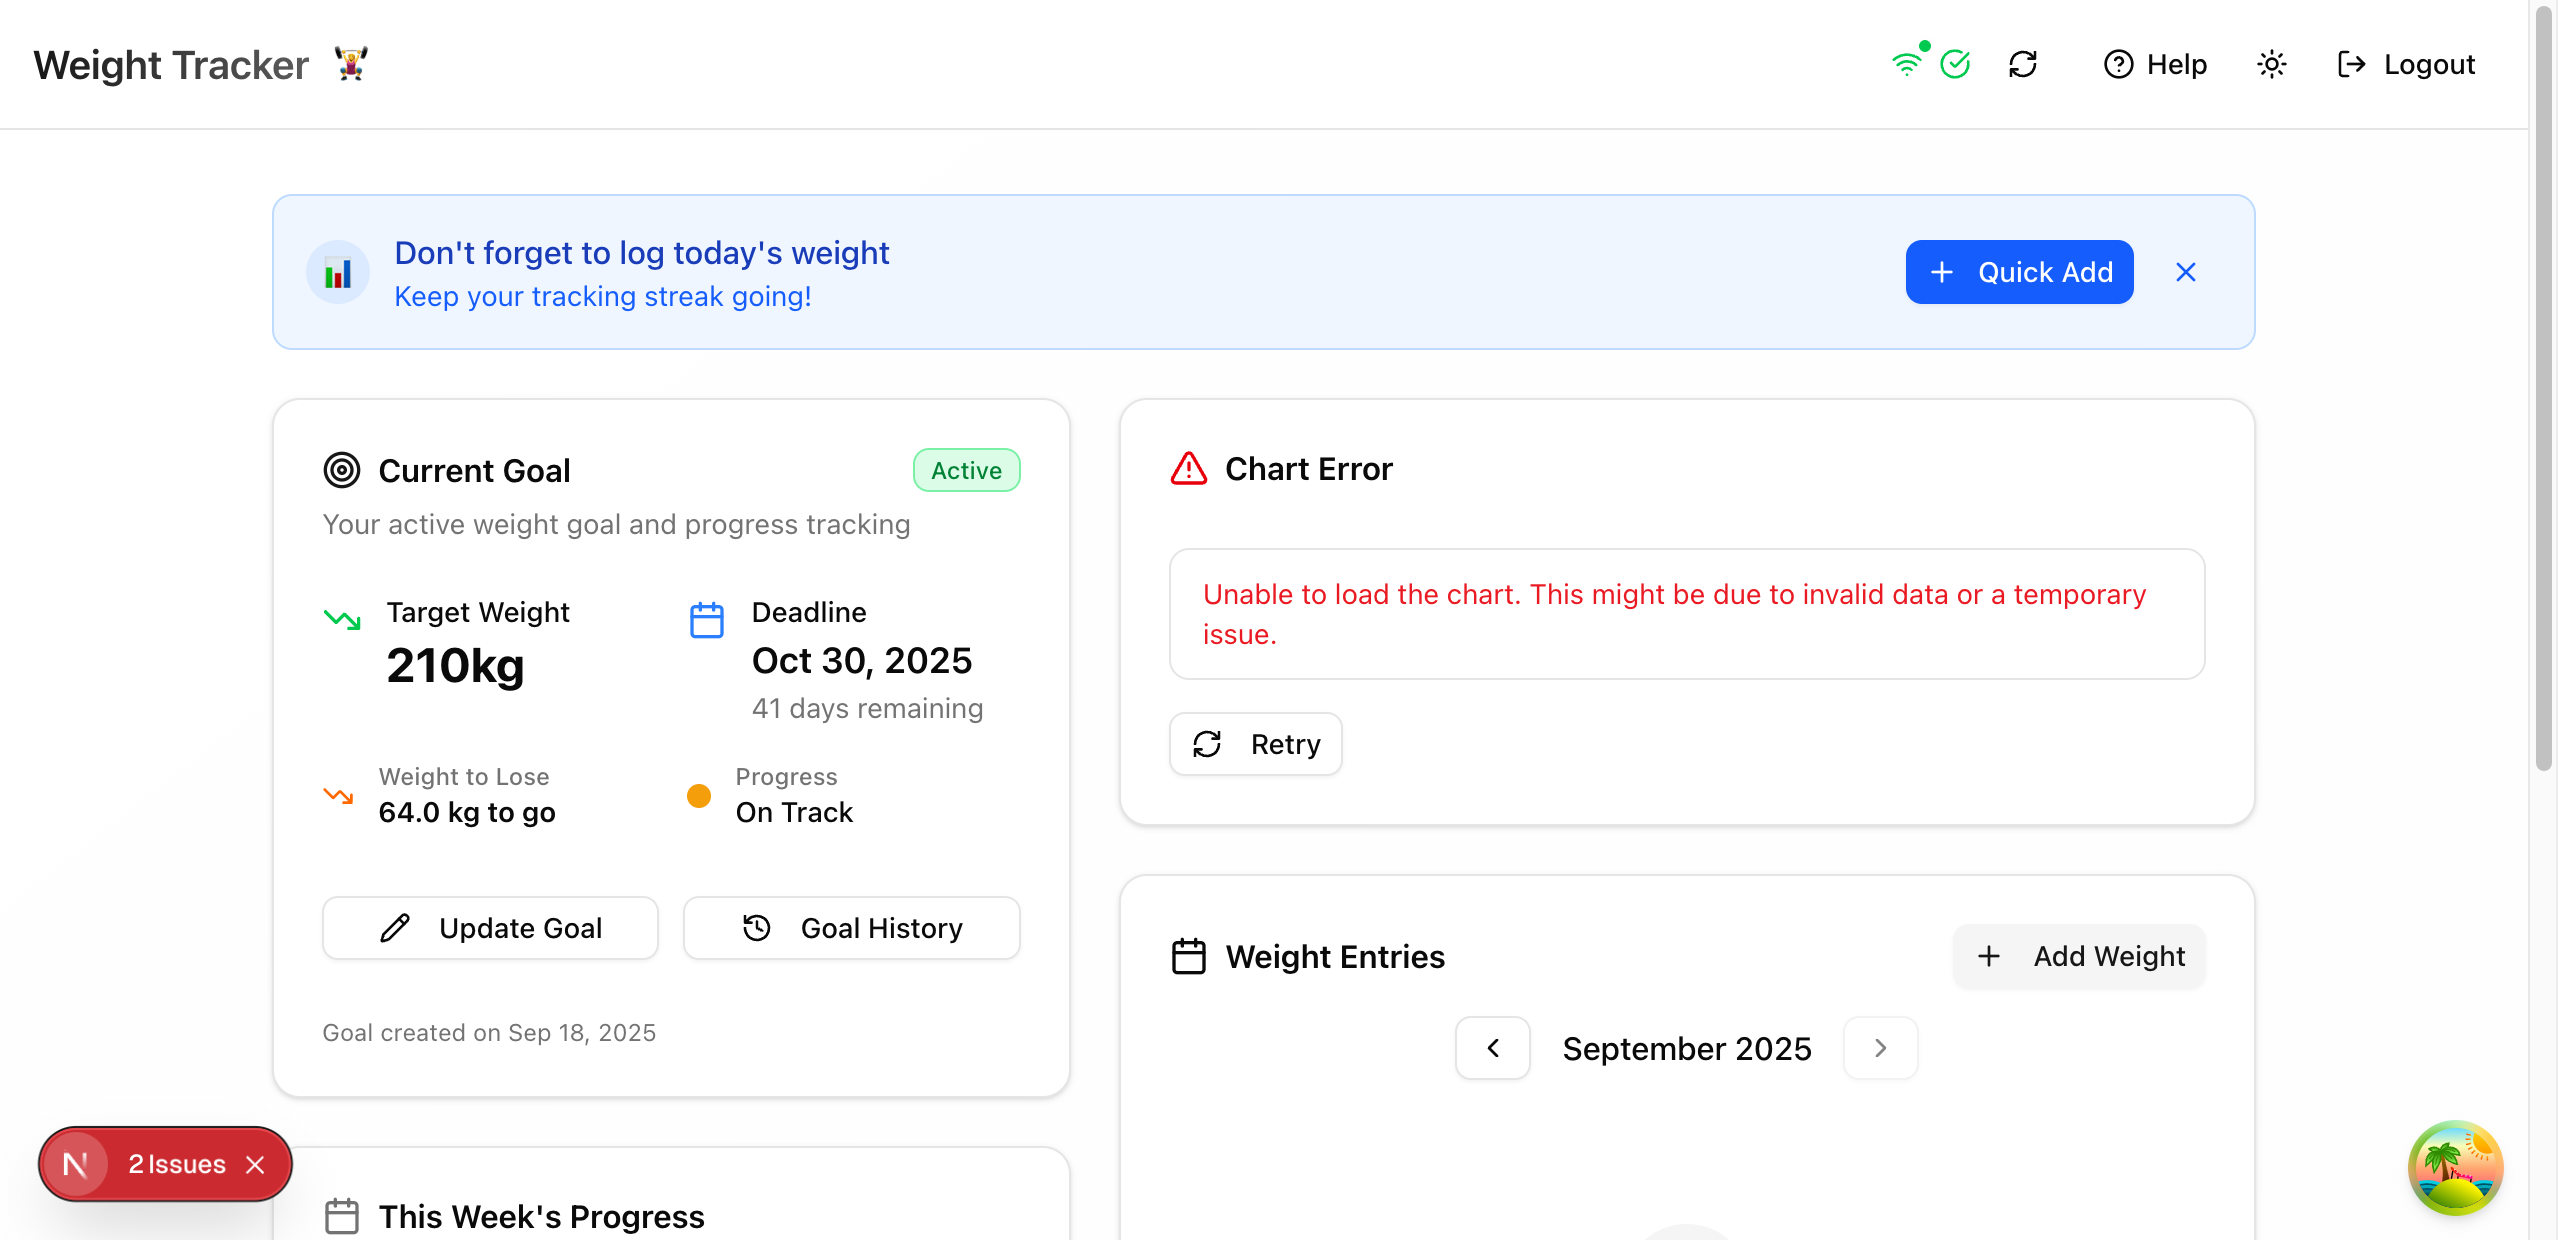 Weight Tracker
Help
Logout
Don't forget to log today's weight
Keep your tracking streak going!
Quick Add
Current Goal
Active
Your active weight goal and progress tracking
Target Weight
210kg
Deadline
Oct 30, 2025
41 days remaining
Weight to Lose
64.0 kg to go
Progress
On Track
Update Goal
Goal History
Goal created on Sep 18, 2025
Chart Error
Unable to load the chart. This might be due to invalid data or a temporary
issue.
Retry
Weight Entries
Add Weight
September 2025
N
2 Issues
This Week's Progress